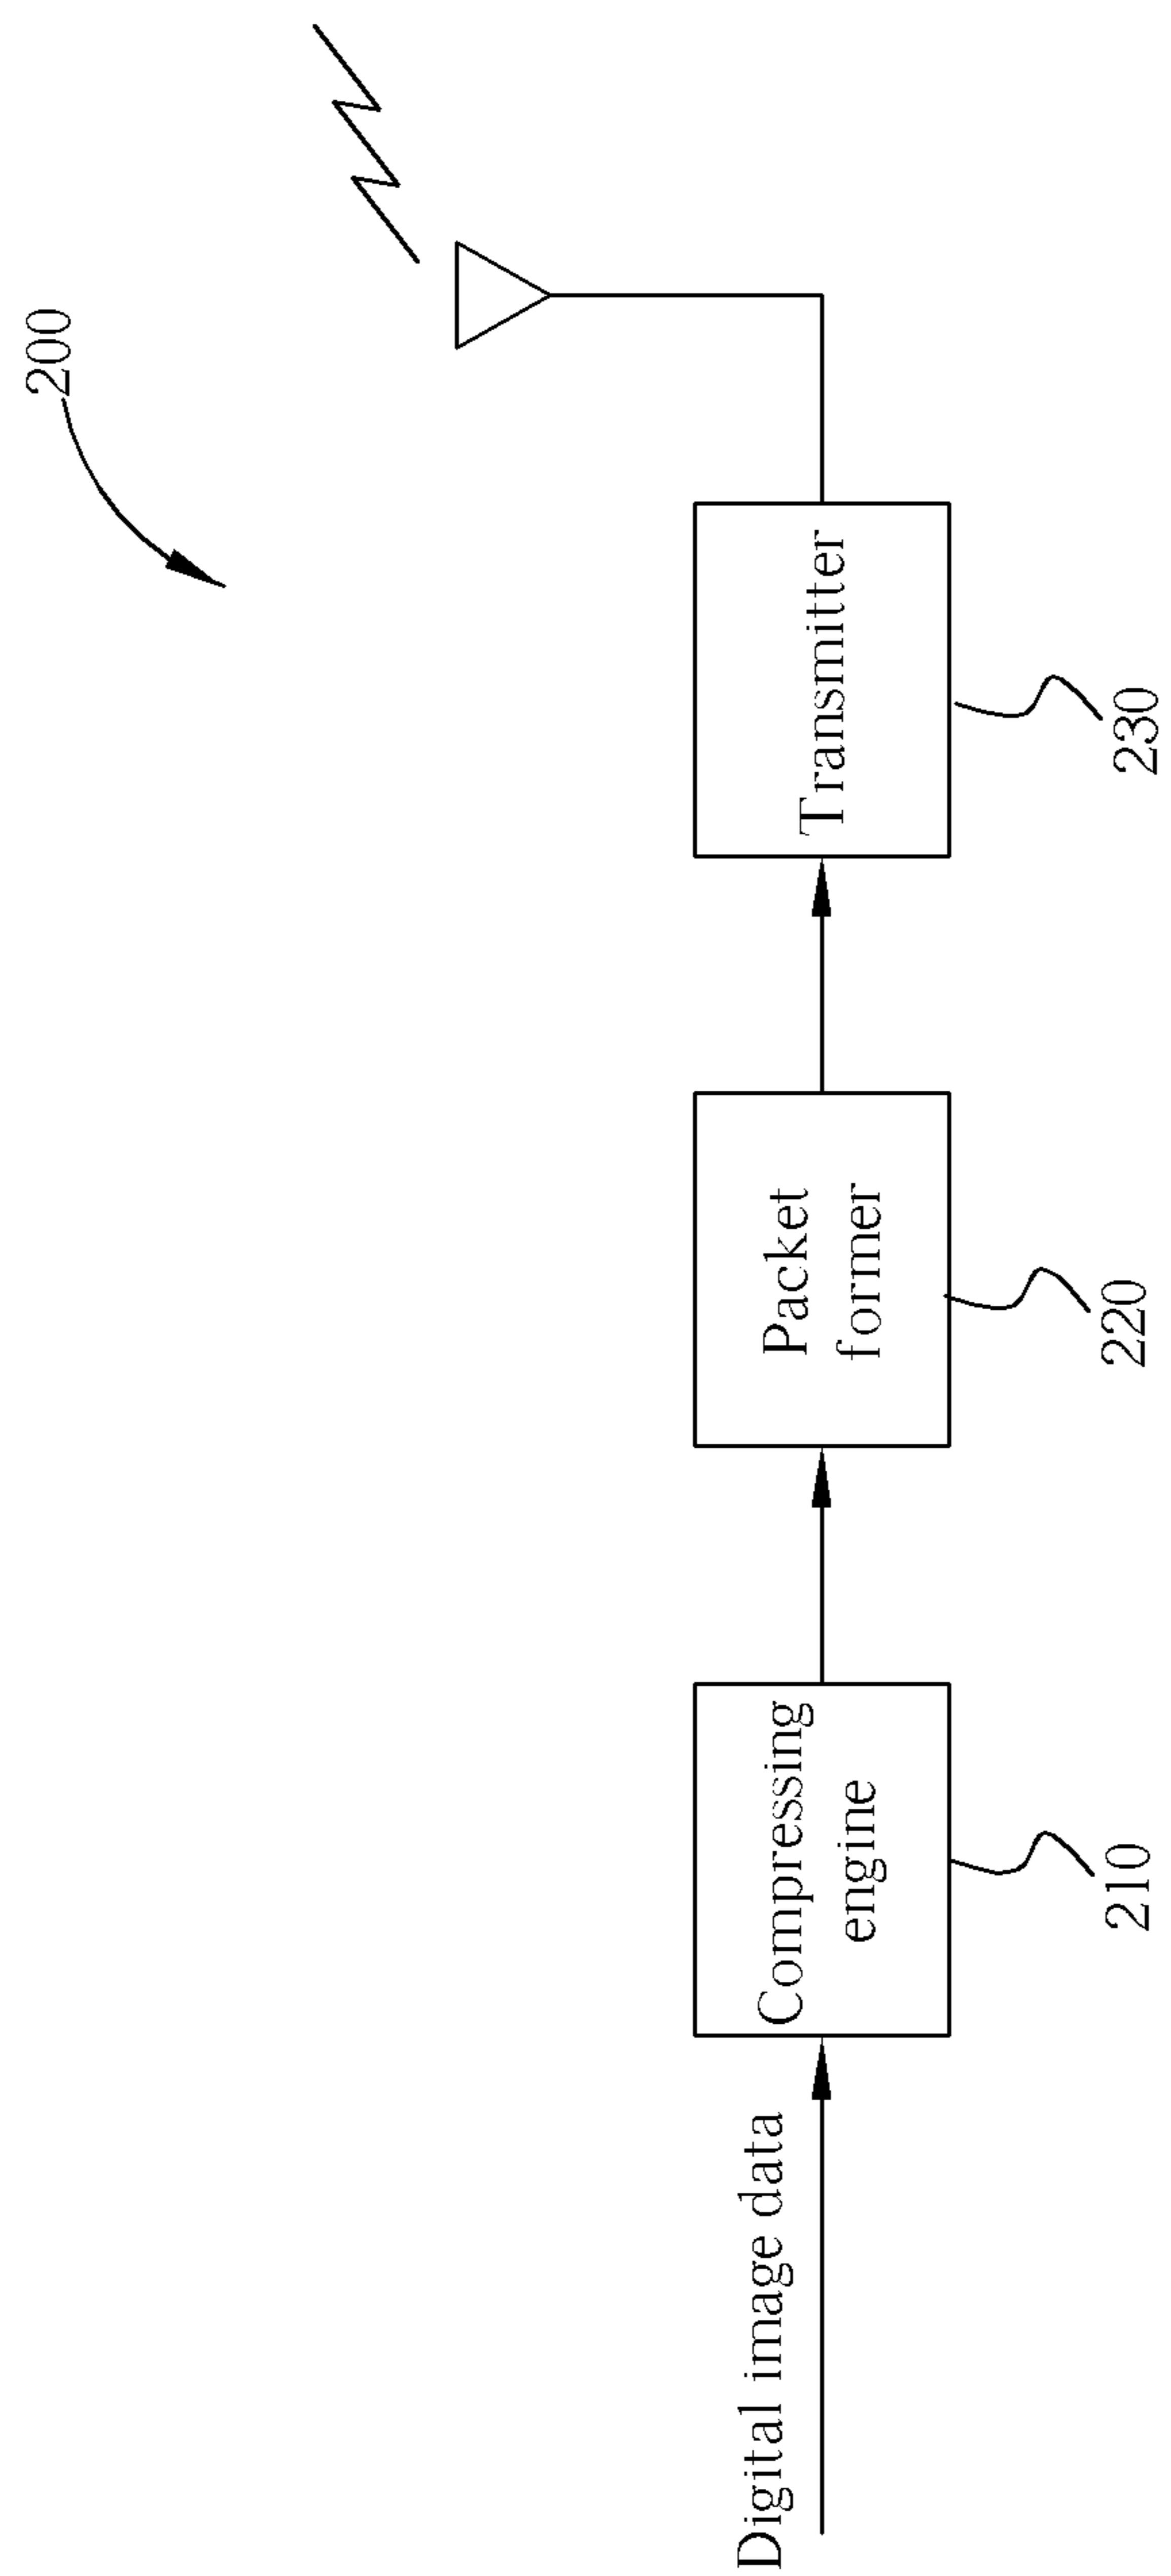 200
Digital image data
Compressing
engine
Packet
former
Transmitter
210
220
230